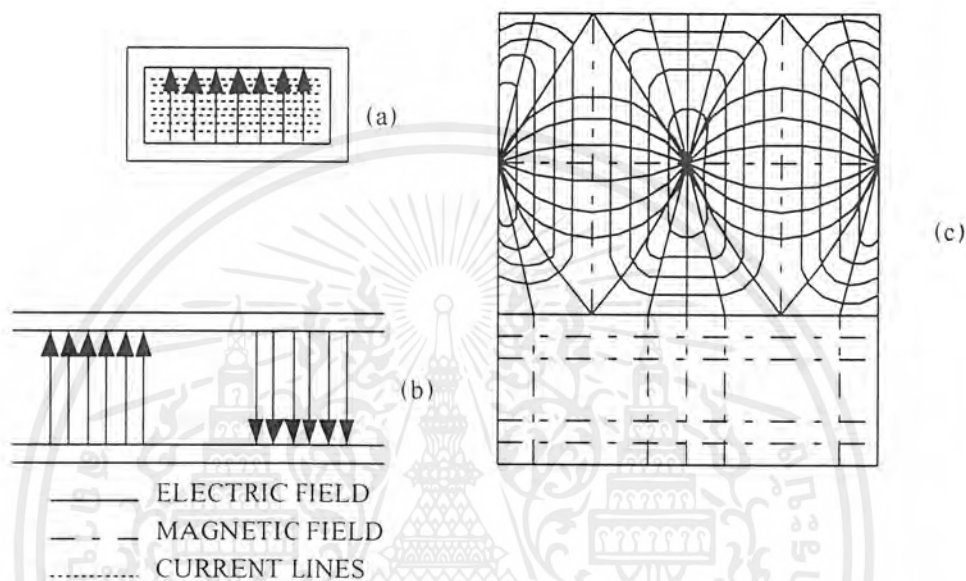 (a)
(c)
(b)
ELECTRIC FIELD
MAGNETIC FIELD
CURRENT LINES